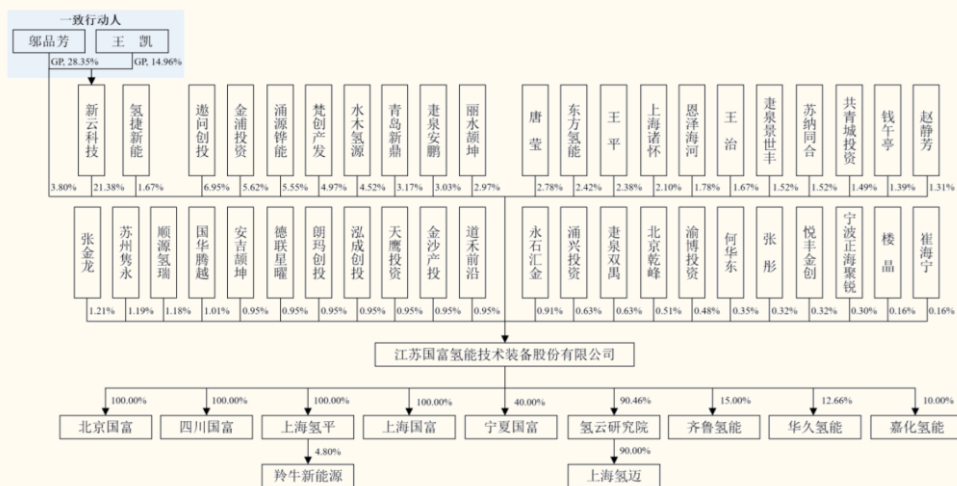 一致行动人
邬品芳
王 凯
GP, 28.35%
GP, 14.96%
新云科技
氢捷新能
遨问创投
金浦投资
涌源铧能
梵创产发
水木氢源
青岛新鼎
疌泉安鹏
丽水颉坤
唐 莹
东方氢能
王 平
上海诸怀
恩泽海河
王 治
疌泉景世丰
苏纳同合
共青城投资
钱午亭
赵静芳
3.80%
21.38%
1.67%
6.95%
5.62%
5.55%
4.97%
4.52%
3.17%
3.03%
2.97%
2.78%
2.42%
2.38%
2.10%
1.78%
1.67%
1.52%
1.52%
1.49%
1.39%
1.31%
张金龙
苏州隽永
顺源氢瑞
国华腾越
安吉颉坤
德联星曜
朗玛创投
泓成创投
天鹰投资
金沙产投
道禾前沿
永石汇金
涌兴投资
疌泉双禺
北京乾峰
渝博投资
何华东
张 彤
悦丰金创
宁波正海聚锐
楼 晶
崔海宁
1.21%
1.19%
1.18%
1.01%
0.95%
0.95%
0.95%
0.95%
0.95%
0.95%
0.95%
0.91%
0.63%
0.63%
0.51%
0.48%
0.35%
0.32%
0.32%
0.30%
0.16%
0.16%
江苏国富氢能技术装备股份有限公司
100.00%
100.00%
100.00%
100.00%
40.00%
90.46%
15.00%
12.66%
10.00%
北京国富
四川国富
上海氢平
上海国富
宁夏国富
氢云研究院
齐鲁氢能
华久氢能
嘉化氢能
4.80%
90.00%
羚牛新能源
上海氢迈